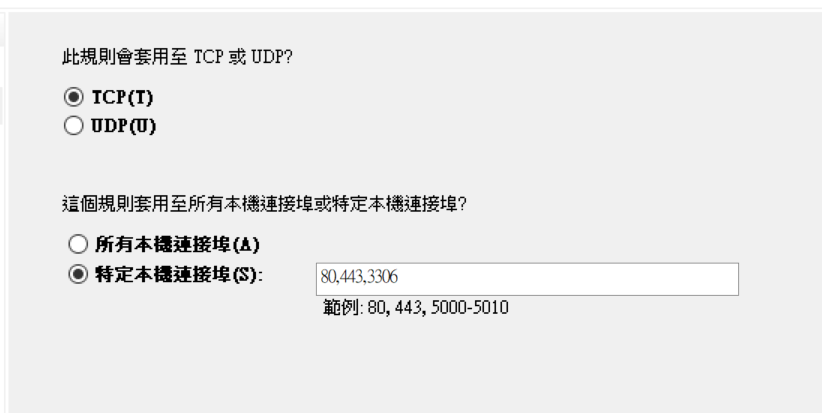 此規則會套用至 TCP 或 UDP?
TCP(T)
UDP(U)
這個規則套用至所有本機連接埠或特定本機連接埠?
所有本機連接埠(A)
特定本機連接埠(S):
80,443,3306
範例: 80, 443, 5000-5010